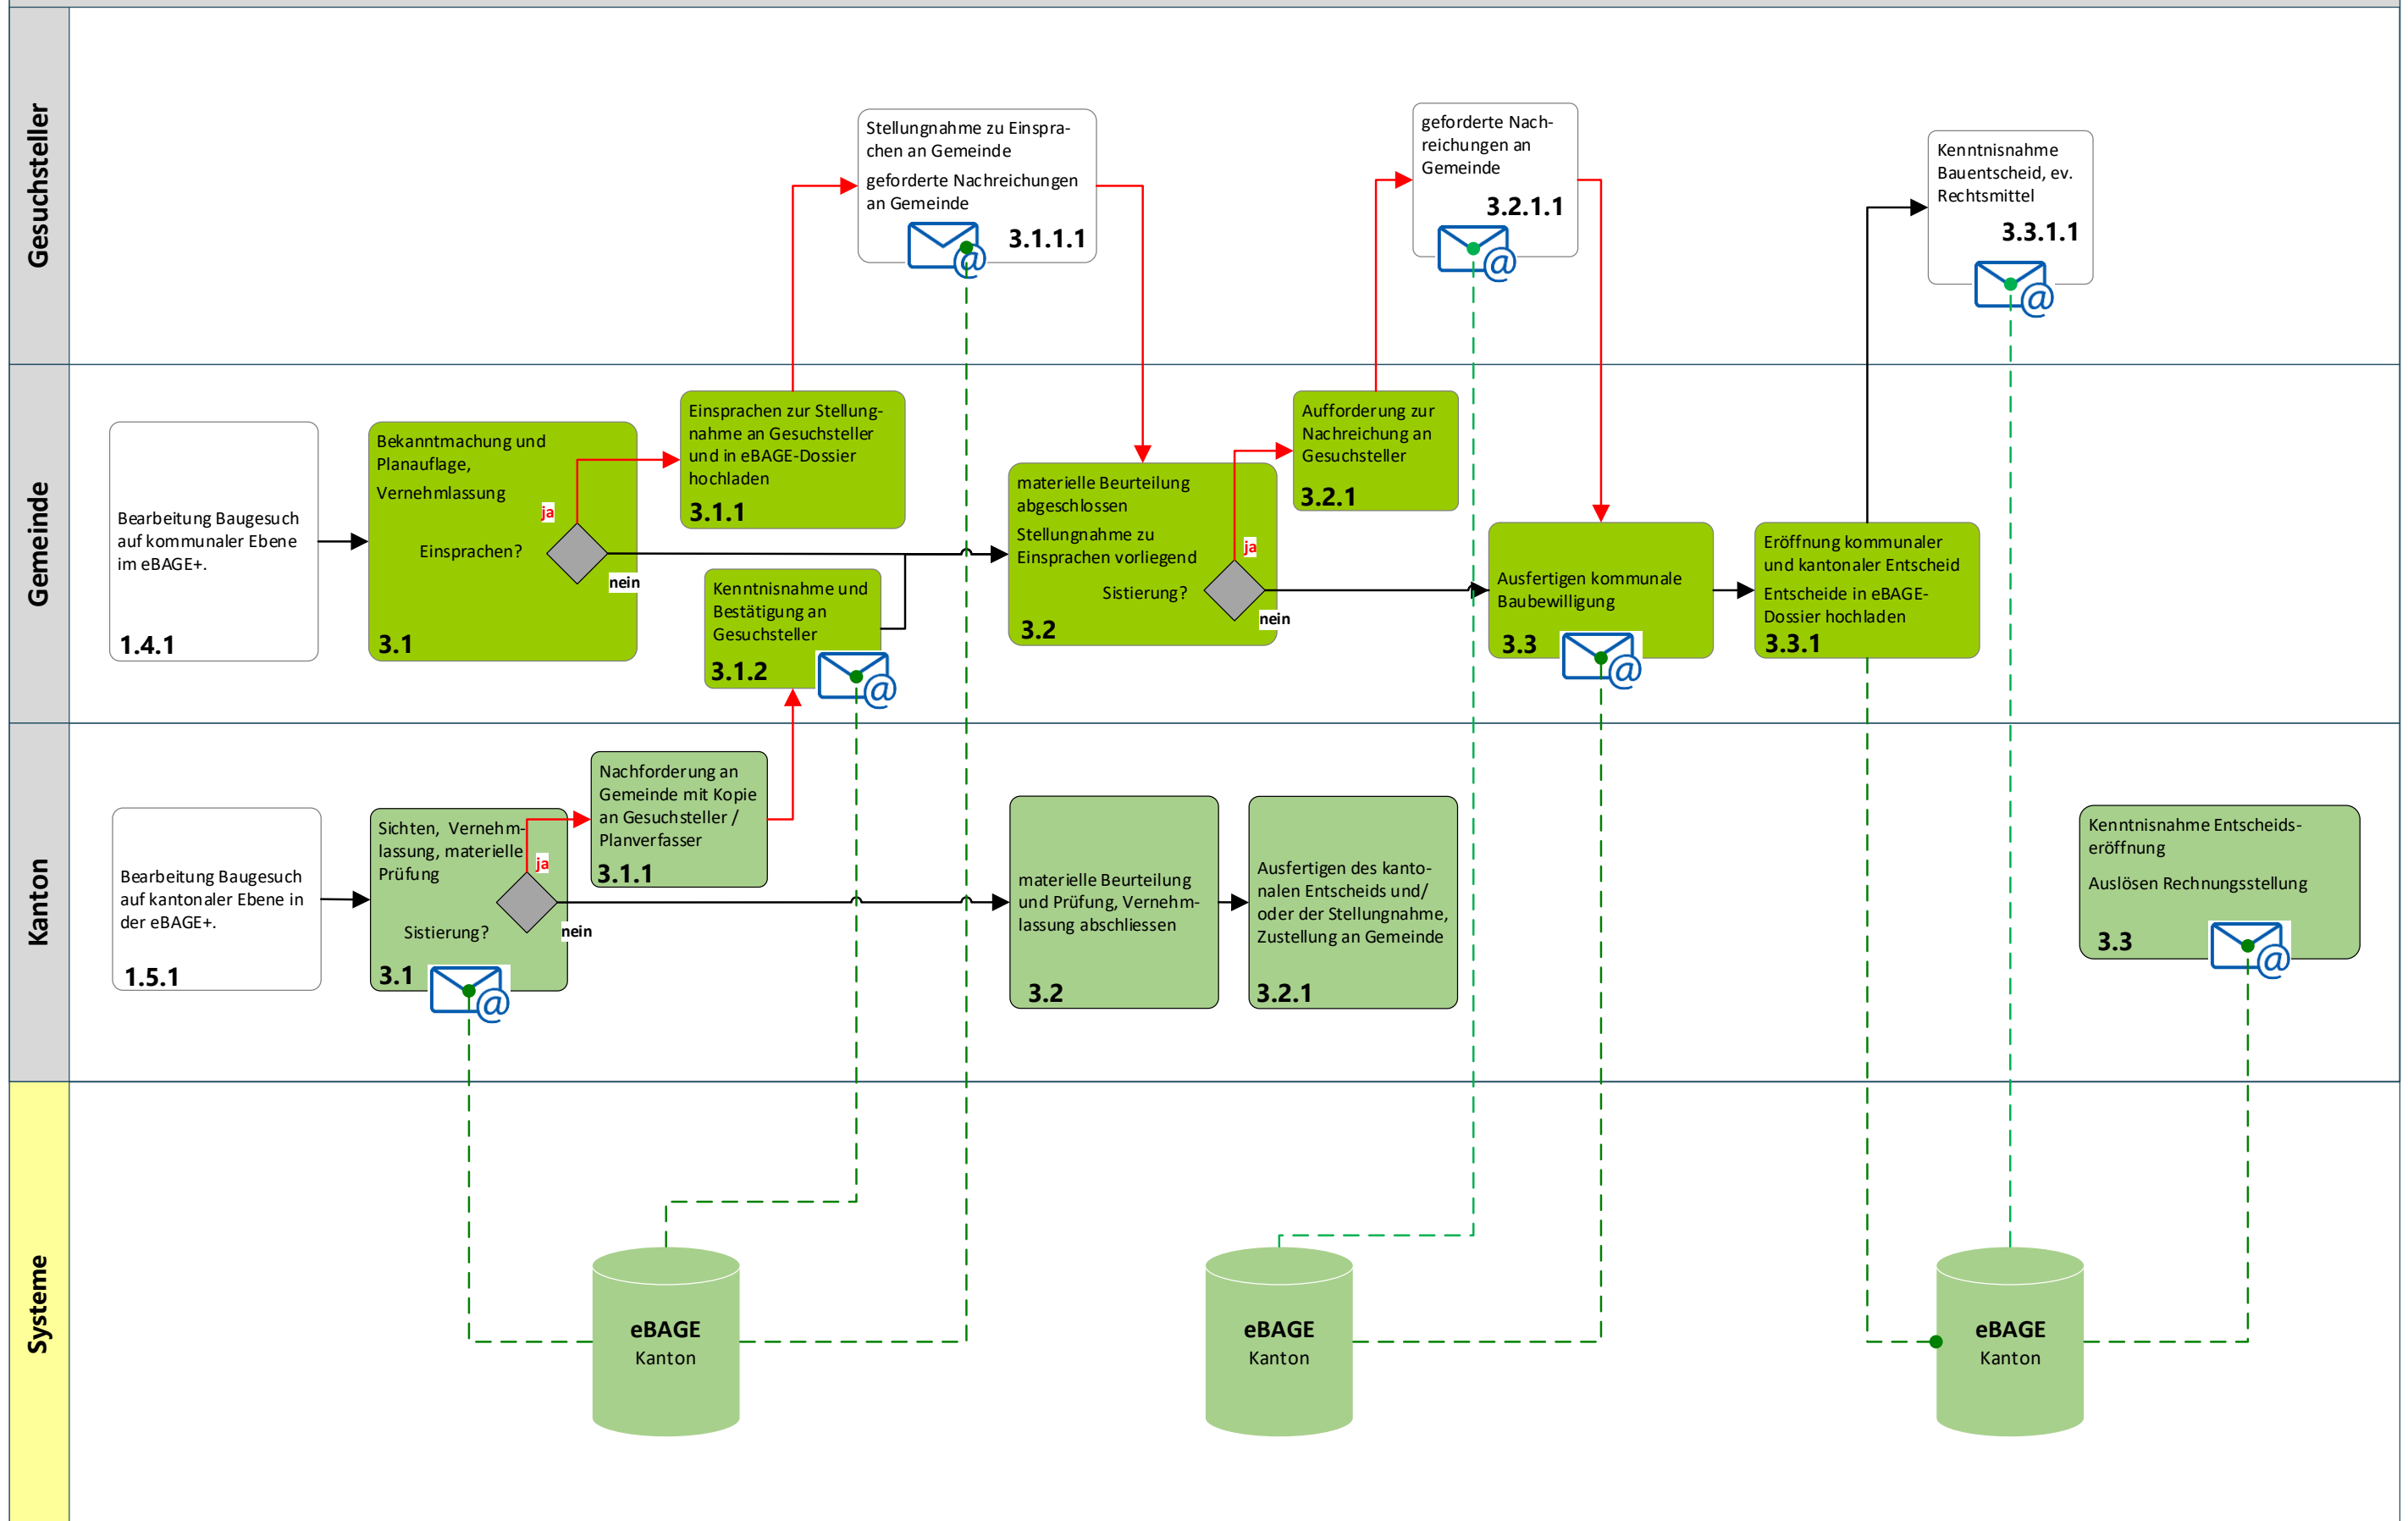 Gesuchsteller
Stellungnahme zu Einspra-
chen an Gemeinde
geforderte Nachreichungen
an Gemeinde
3.1.1.1
@
geforderte Nach-
reichungen an
Gemeinde
3.2.1.1
@
Kenntnisnahme
Bauentscheid, ev.
Rechtsmittel
3.3.1.1
@
Gemeinde
Bearbeitung Baugesuch
auf kommunaler Ebene
im eBAGE+.
1.4.1
Bekanntmachung und
Planauflage,
Vernehmlassung
ja
Einsprachen?
nein
3.1
Einsprachen zur Stellung-
nahme an Gesuchsteller
und in eBAGE-Dossier
hochladen
3.1.1
Kenntnisnahme und
Bestätigung an
Gesuchsteller
3.1.2
@
materielle Beurteilung
abgeschlossen
Stellungnahme zu
Einsprachen vorliegend
ja
Sistierung?
nein
3.2
Aufforderung zur
Nachreichung an
Gesuchsteller
3.2.1
Ausfertigen kommunale
Baubewilligung
3.3
@
Eröffnung kommunaler
und kantonaler Entscheid
Entscheide in eBAGE-
Dossier hochladen
3.3.1
Kanton
Bearbeitung Baugesuch
auf kantonaler Ebene in
der eBAGE+.
1.5.1
Sichten, Vernehm-
lassung, materielle
Prüfung
ja
Sistierung?
nein
3.1
@
Nachforderung an
Gemeinde mit Kopie
an Gesuchsteller /
Planverfasser
3.1.1
materielle Beurteilung
und Prüfung, Vernehm-
lassung abschliessen
3.2
Ausfertigen des kanto-
nalen Entscheids und/
oder der Stellungnahme,
Zustellung an Gemeinde
3.2.1
Kenntnisnahme Entscheids-
eröffnung
Auslösen Rechnungsstellung
3.3
@
Systeme
eBAGE
Kanton
eBAGE
Kanton
eBAGE
Kanton